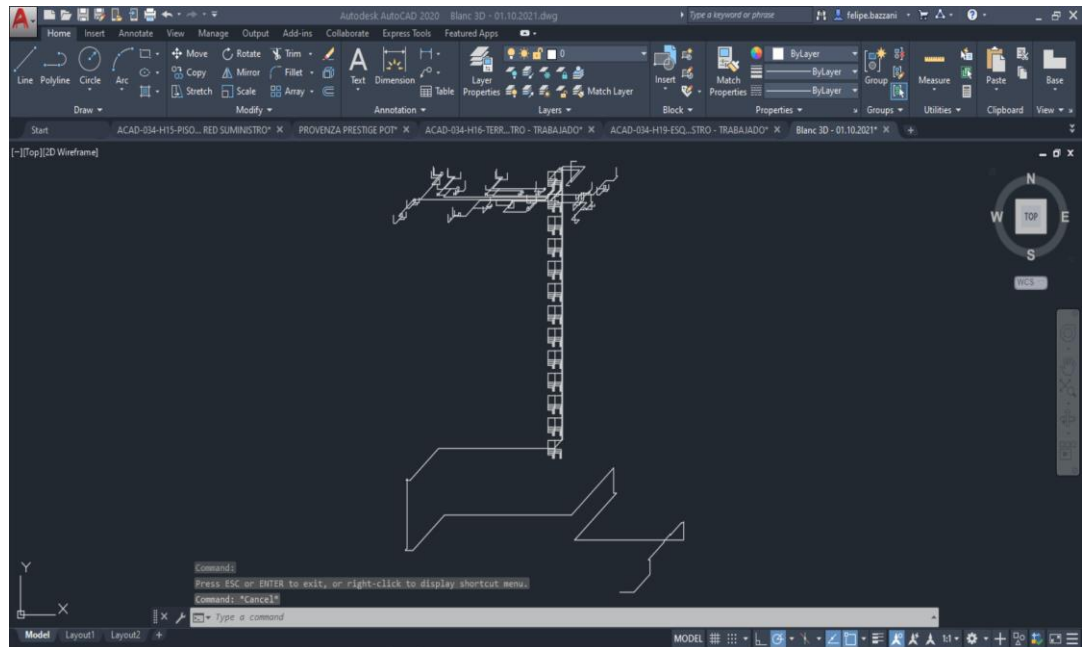 Autodesk AutoCAD 2020 Blanc 3D - 01.10.2021.dwg
Type a keyword or phrase
felipe.bazzani
Home Insert Annotate View Manage Output Add-ins Collaborate Express Tools Featured Apps
Line Polyline Circle Arc
Move Rotate Trim
Copy Mirror Fillet
Stretch Scale Array
Text Dimension
Table
Layer
Properties
0
Match Layer
Insert
Match
Properties
ByLayer
ByLayer
ByLayer
Group
Measure
Paste
Base
Draw Modify Annotation Layers Block Properties Groups Utilities Clipboard View
Start ACAD-034-H15-PISO... RED SUMINISTRO* PROVENZA PRESTIGE POT* ACAD-034-H16-TERR...TRO - TRABAJADO* ACAD-034-H19-ESQ...STRO - TRABAJADO* Blanc 3D - 01.10.2021*
[-][Top][2D Wireframe]
N
W TOP E
S
WCS
Y
X
Command:
Press ESC or ENTER to exit, or right-click to display shortcut menu.
Command: *Cancel*
Type a command
Model Layout1 Layout2 +
MODEL 1:1